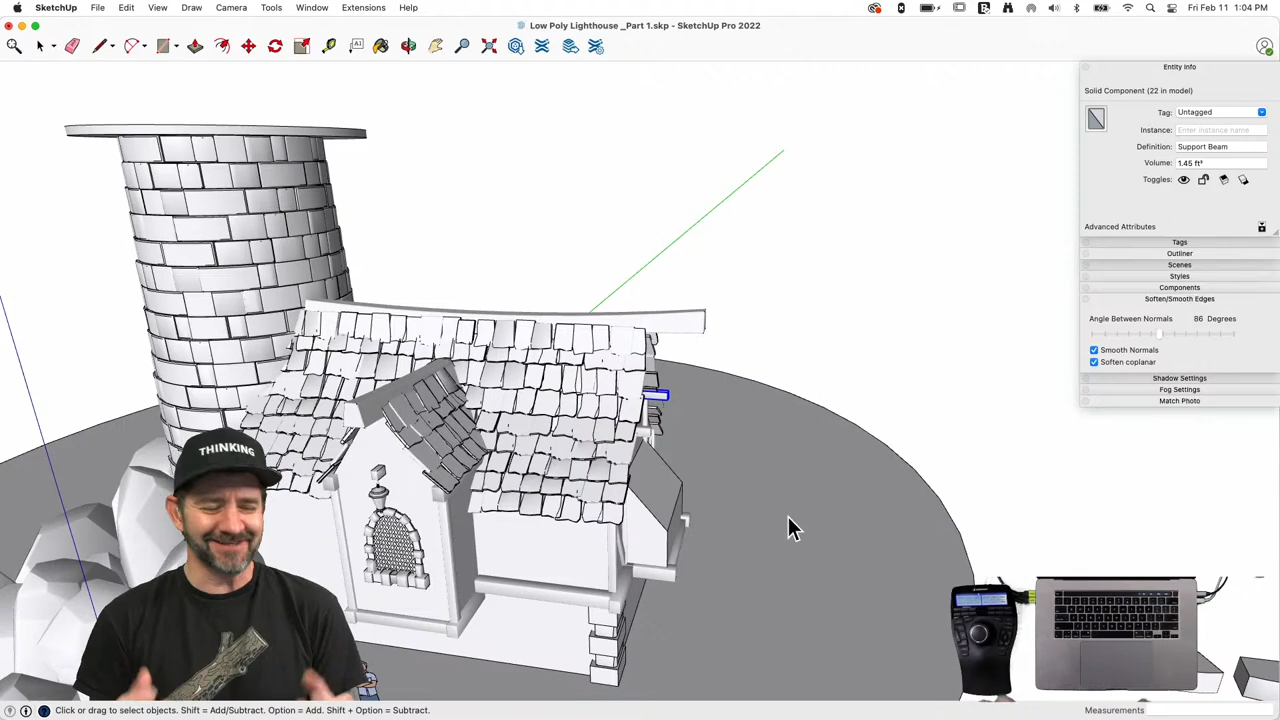 SketchUp File Edit View Draw Camera Tools Window Extensions Help Fri Feb 11 1:04 PM
Low Poly Lighthouse _Part 1.skp - SketchUp Pro 2022
Entity Info
Solid Component (22 in model)
Tag: Untagged
Instance: Enter instance name
Definition: Support Beam
Volume: 1.45 ft³
Toggles:
Advanced Attributes
Tags
Outliner
Scenes
Styles
Components
Soften/Smooth Edges
Angle Between Normals 86 Degrees
Smooth Normals
Soften coplanar
Shadow Settings
Fog Settings
Match Photo
THINKING
Click or drag to select objects. Shift = Add/Subtract. Option = Add. Shift + Option = Subtract.
Measurements